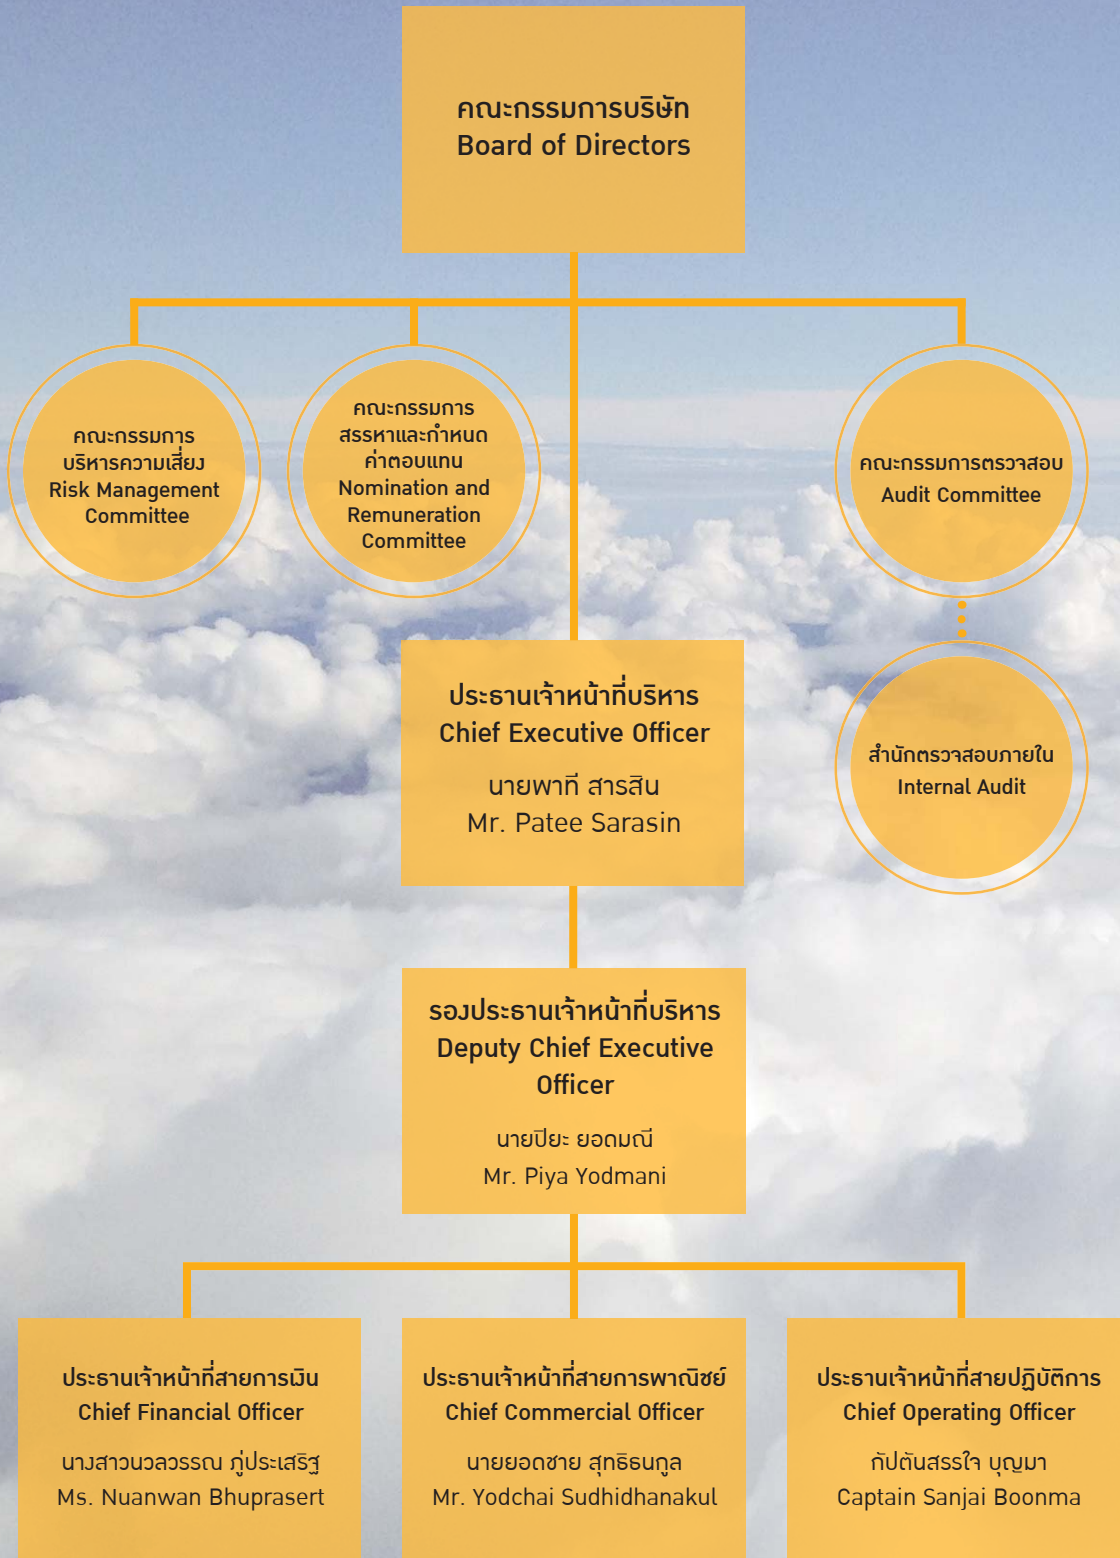 คณะกรรมการบริษัท
Board of Directors
คณะกรรมการ
บริหารความเสี่ยง
Risk Management
Committee
คณะกรรมการ
สรรหาและกำหนด
ค่าตอบแทน
Nomination and
Remuneration
Committee
คณะกรรมการตรวจสอบ
Audit Committee
ประธานเจ้าหน้าที่บริหาร
Chief Executive Officer
นายพาที สารสิน
Mr. Patee Sarasin
สำนักตรวจสอบภายใน
Internal Audit
รองประธานเจ้าหน้าที่บริหาร
Deputy Chief Executive
Officer
นายปิยะ ยอดมณี
Mr. Piya Yodmani
ประธานเจ้าหน้าที่สายการเงิน
Chief Financial Officer
นางสาวนวลวรรณ ภู่ประเสริฐ
Ms. Nuanwan Bhuprasert
ประธานเจ้าหน้าที่สายการพาณิชย์
Chief Commercial Officer
นายยอดชาย สุทธิธนกูล
Mr. Yodchai Sudhidhanakul
ประธานเจ้าหน้าที่สายปฏิบัติการ
Chief Operating Officer
กัปตันสรรใจ บุญมา
Captain Sanjai Boonma